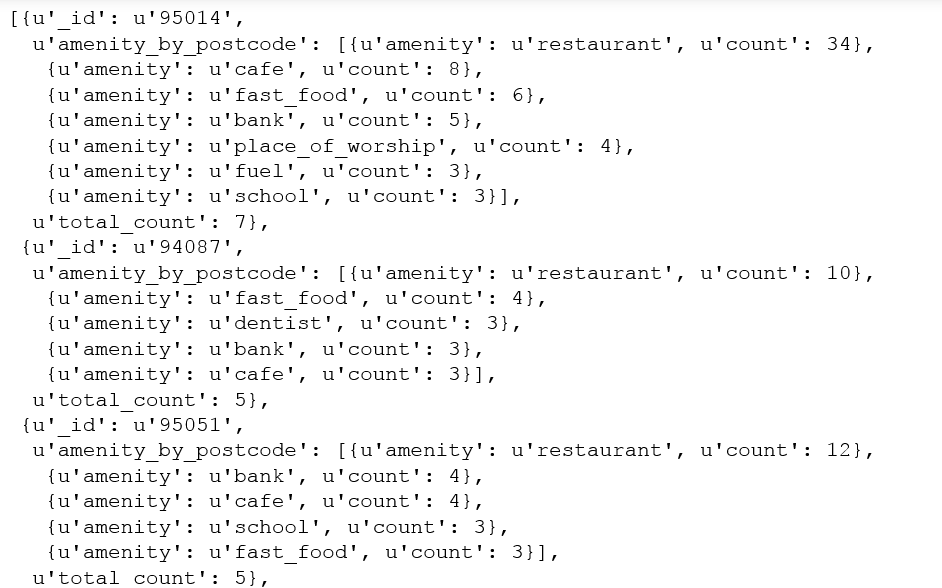 [{u'_id': u'95014',
u'amenity_by_postcode': [{u'amenity': u'restaurant', u'count': 34},
{u'amenity': u'cafe', u'count': 8},
{u'amenity': u'fast_food', u'count': 6},
{u'amenity': u'bank', u'count': 5},
{u'amenity': u'place_of_worship', u'count': 4},
{u'amenity': u'fuel', u'count': 3},
{u'amenity': u'school', u'count': 3}],
u'total_count': 7},
{u'_id': u'94087',
u'amenity_by_postcode': [{u'amenity': u'restaurant', u'count': 10},
{u'amenity': u'fast_food', u'count': 4},
{u'amenity': u'dentist', u'count': 3},
{u'amenity': u'bank', u'count': 3},
{u'amenity': u'cafe', u'count': 3}],
u'total_count': 5},
{u'_id': u'95051',
u'amenity_by_postcode': [{u'amenity': u'restaurant', u'count': 12},
{u'amenity': u'bank', u'count': 4},
{u'amenity': u'cafe', u'count': 4},
{u'amenity': u'school', u'count': 3},
{u'amenity': u'fast_food', u'count': 3}],
u'total_count': 5},